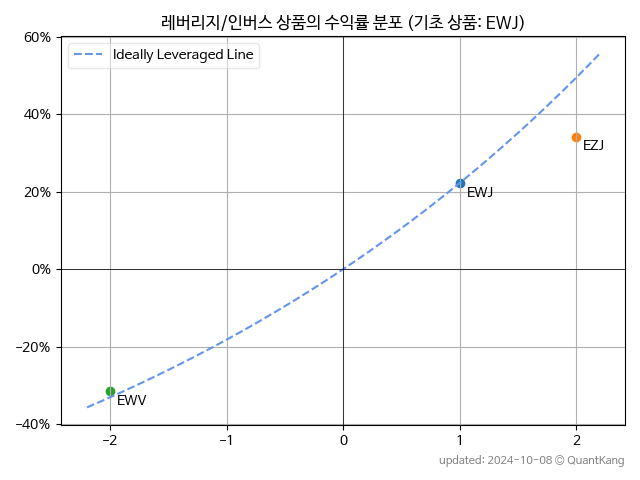 레버리지/인버스 상품의 수익률 분포 (기초 상품: EWJ)
60%
Ideally Leveraged Line
40%
EZJ
20%
EWJ
0%
−20%
EWV
−40%
−2 −1 0 1 2
updated: 2024-10-08 © QuantKang